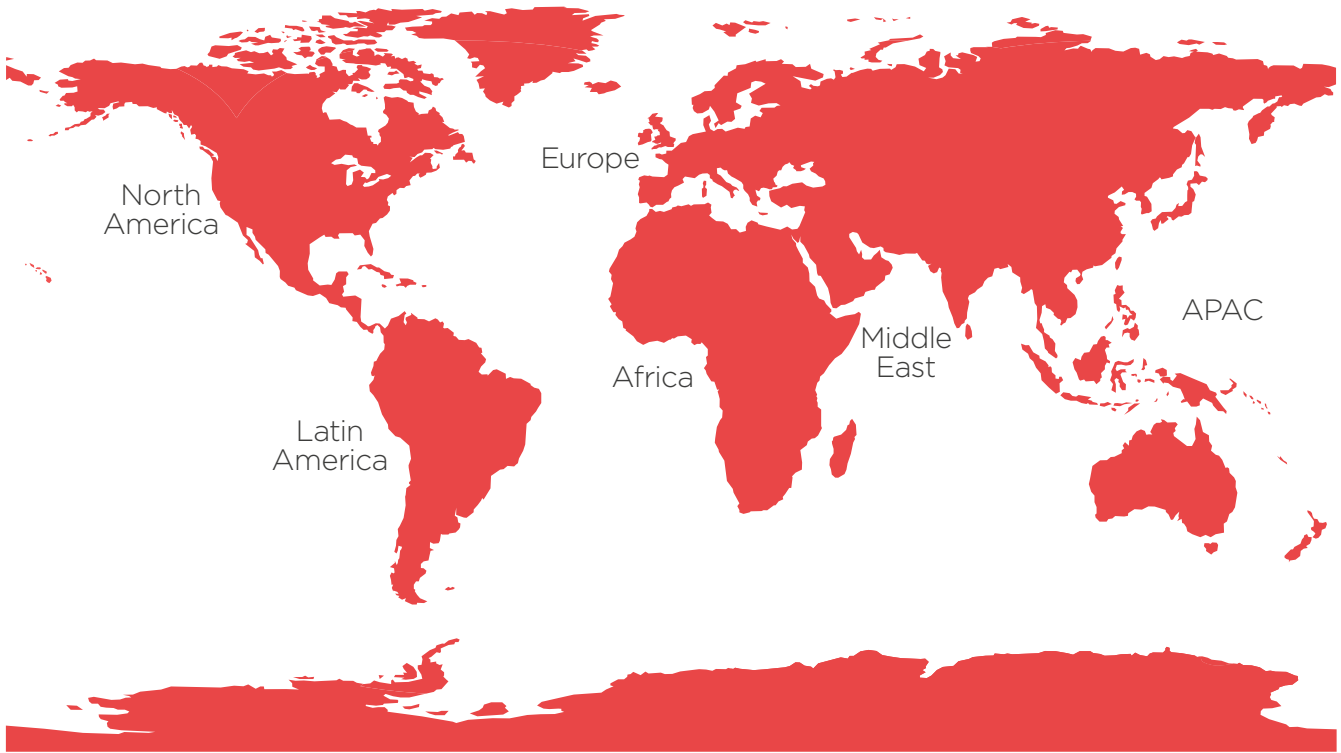 Europe
North
America
APAC
Middle
East
Africa
Latin
America